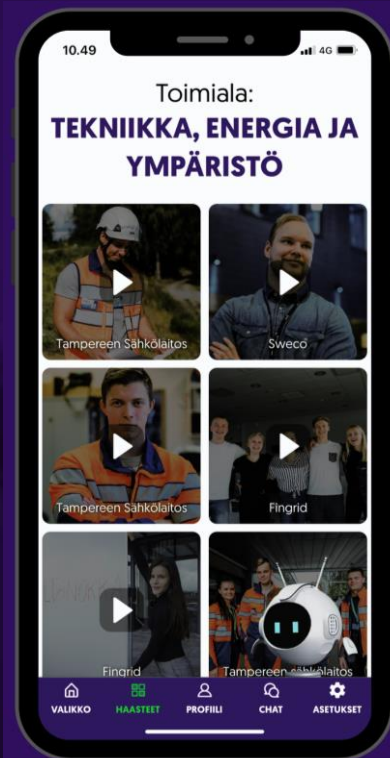 10.49
4G
Toimiala:
TEKNIIKKA, ENERGIA JA
YMPÄRISTÖ
Tampereen Sähkölaitos
Sweco
Tampereen Sähkölaitos
Fingrid
Fingrid
Tampereen sähkölaitos
VALIKKO
HAASTEET
PROFIILI
CHAT
ASETUKSET